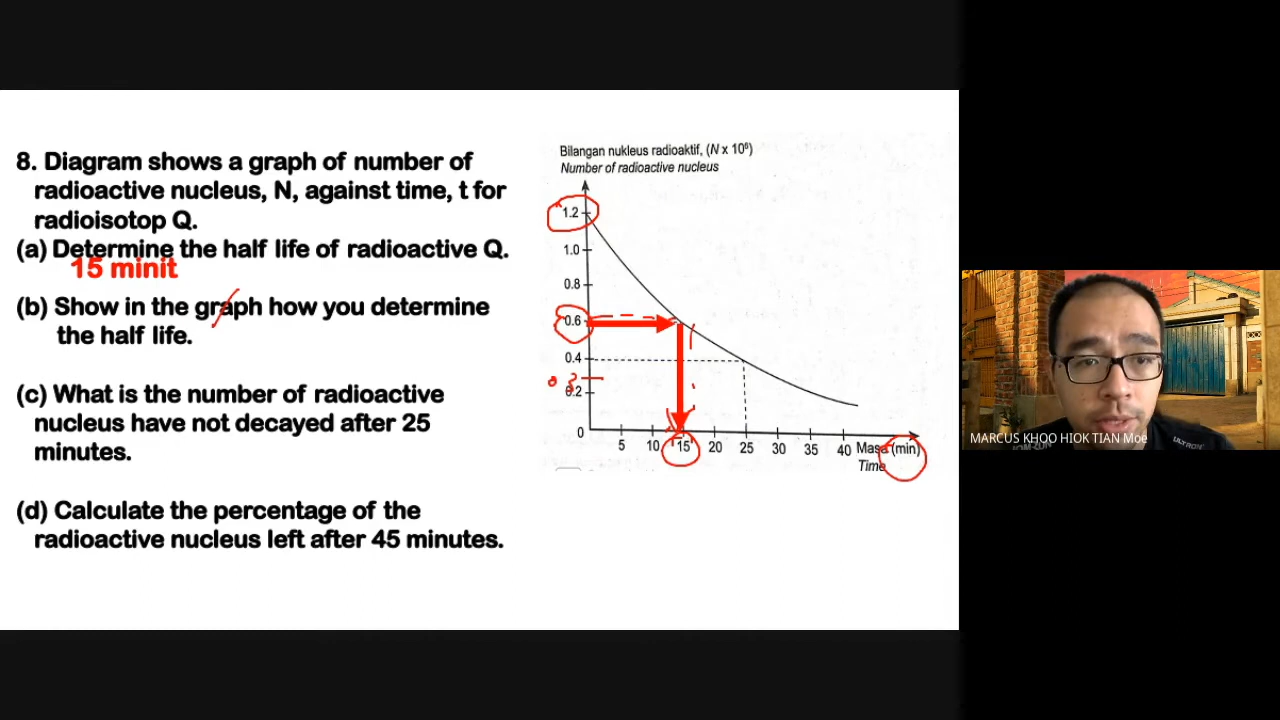 8. Diagram shows a graph of number of
radioactive nucleus, N, against time, t for
radioisotop Q.
(a) Determine the half life of radioactive Q.
15 minit
(b) Show in the graph how you determine
the half life.
(c) What is the number of radioactive
nucleus have not decayed after 25
minutes.
(d) Calculate the percentage of the
radioactive nucleus left after 45 minutes.
Bilangan nukleus radioaktif, (N x 10⁶)
Number of radioactive nucleus
1.2
1.0
0.8
0.6
0.4
0.3
0.2
0
5 10 15 20 25 30 35 40 Masa (min)
Time
MARCUS KHOO HIOK TIAN Moe
ULTRON